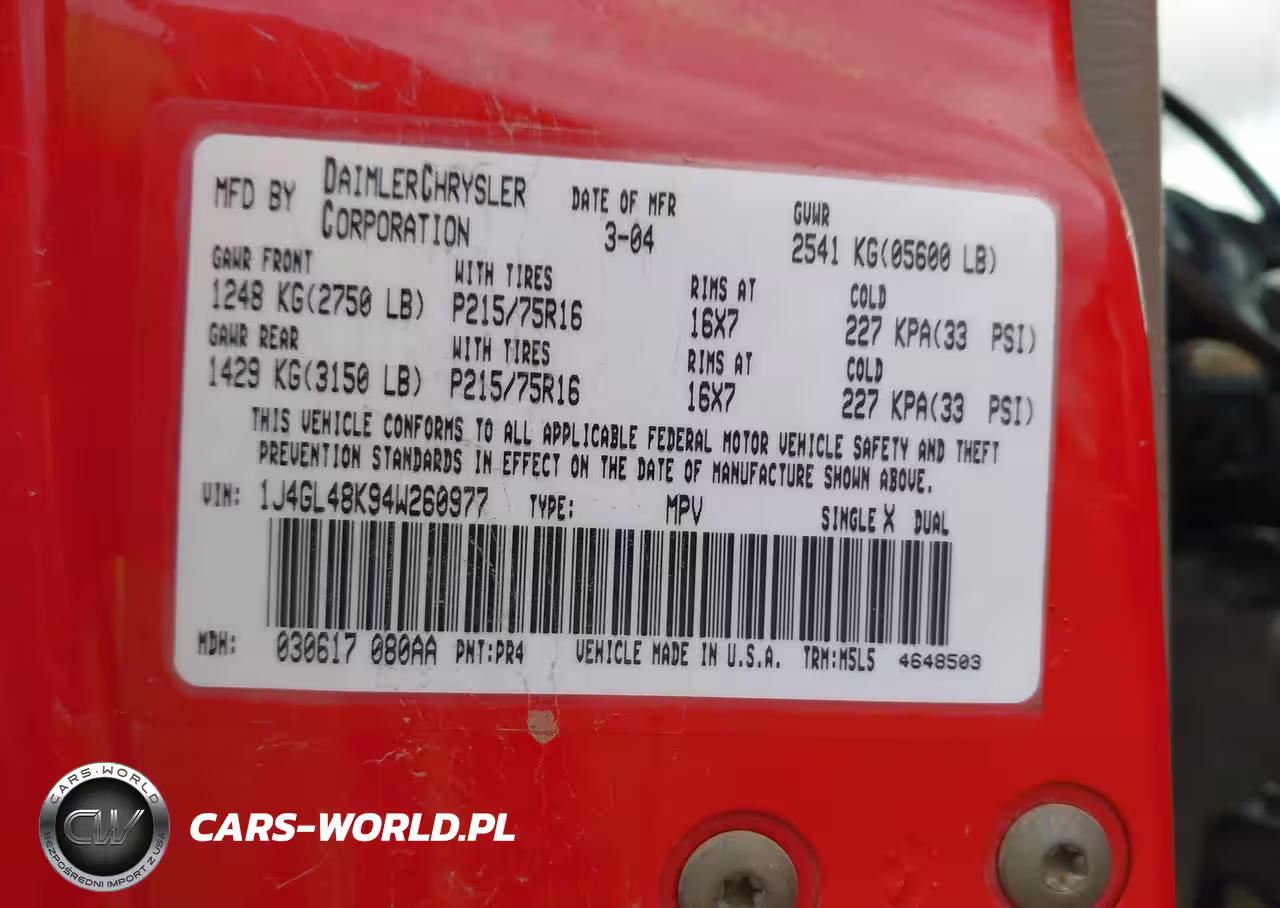 MFD BY DAIMLERCHRYSLER CORPORATION DATE OF MFR 3-04 GVWR 2541 KG(05600 LB)
GAWR FRONT WITH TIRES RIMS AT COLD
1248 KG(2750 LB) P215/75R16 16X7 227 KPA(33 PSI)
GAWR REAR WITH TIRES RIMS AT COLD
1429 KG(3150 LB) P215/75R16 16X7 227 KPA(33 PSI)
THIS VEHICLE CONFORMS TO ALL APPLICABLE FEDERAL MOTOR VEHICLE SAFETY AND THEFT
PREVENTION STANDARDS IN EFFECT ON THE DATE OF MANUFACTURE SHOWN ABOVE.
VIN: 1J4GL48K94W260977 TYPE: MPV SINGLE X DUAL
MDH: 030617 080AA PNT:PR4 VEHICLE MADE IN U.S.A. TRM:M5L5 4648503
CARS-WORLD
CW
BEZPOŚREDNI IMPORT Z USA
CARS-WORLD.PL